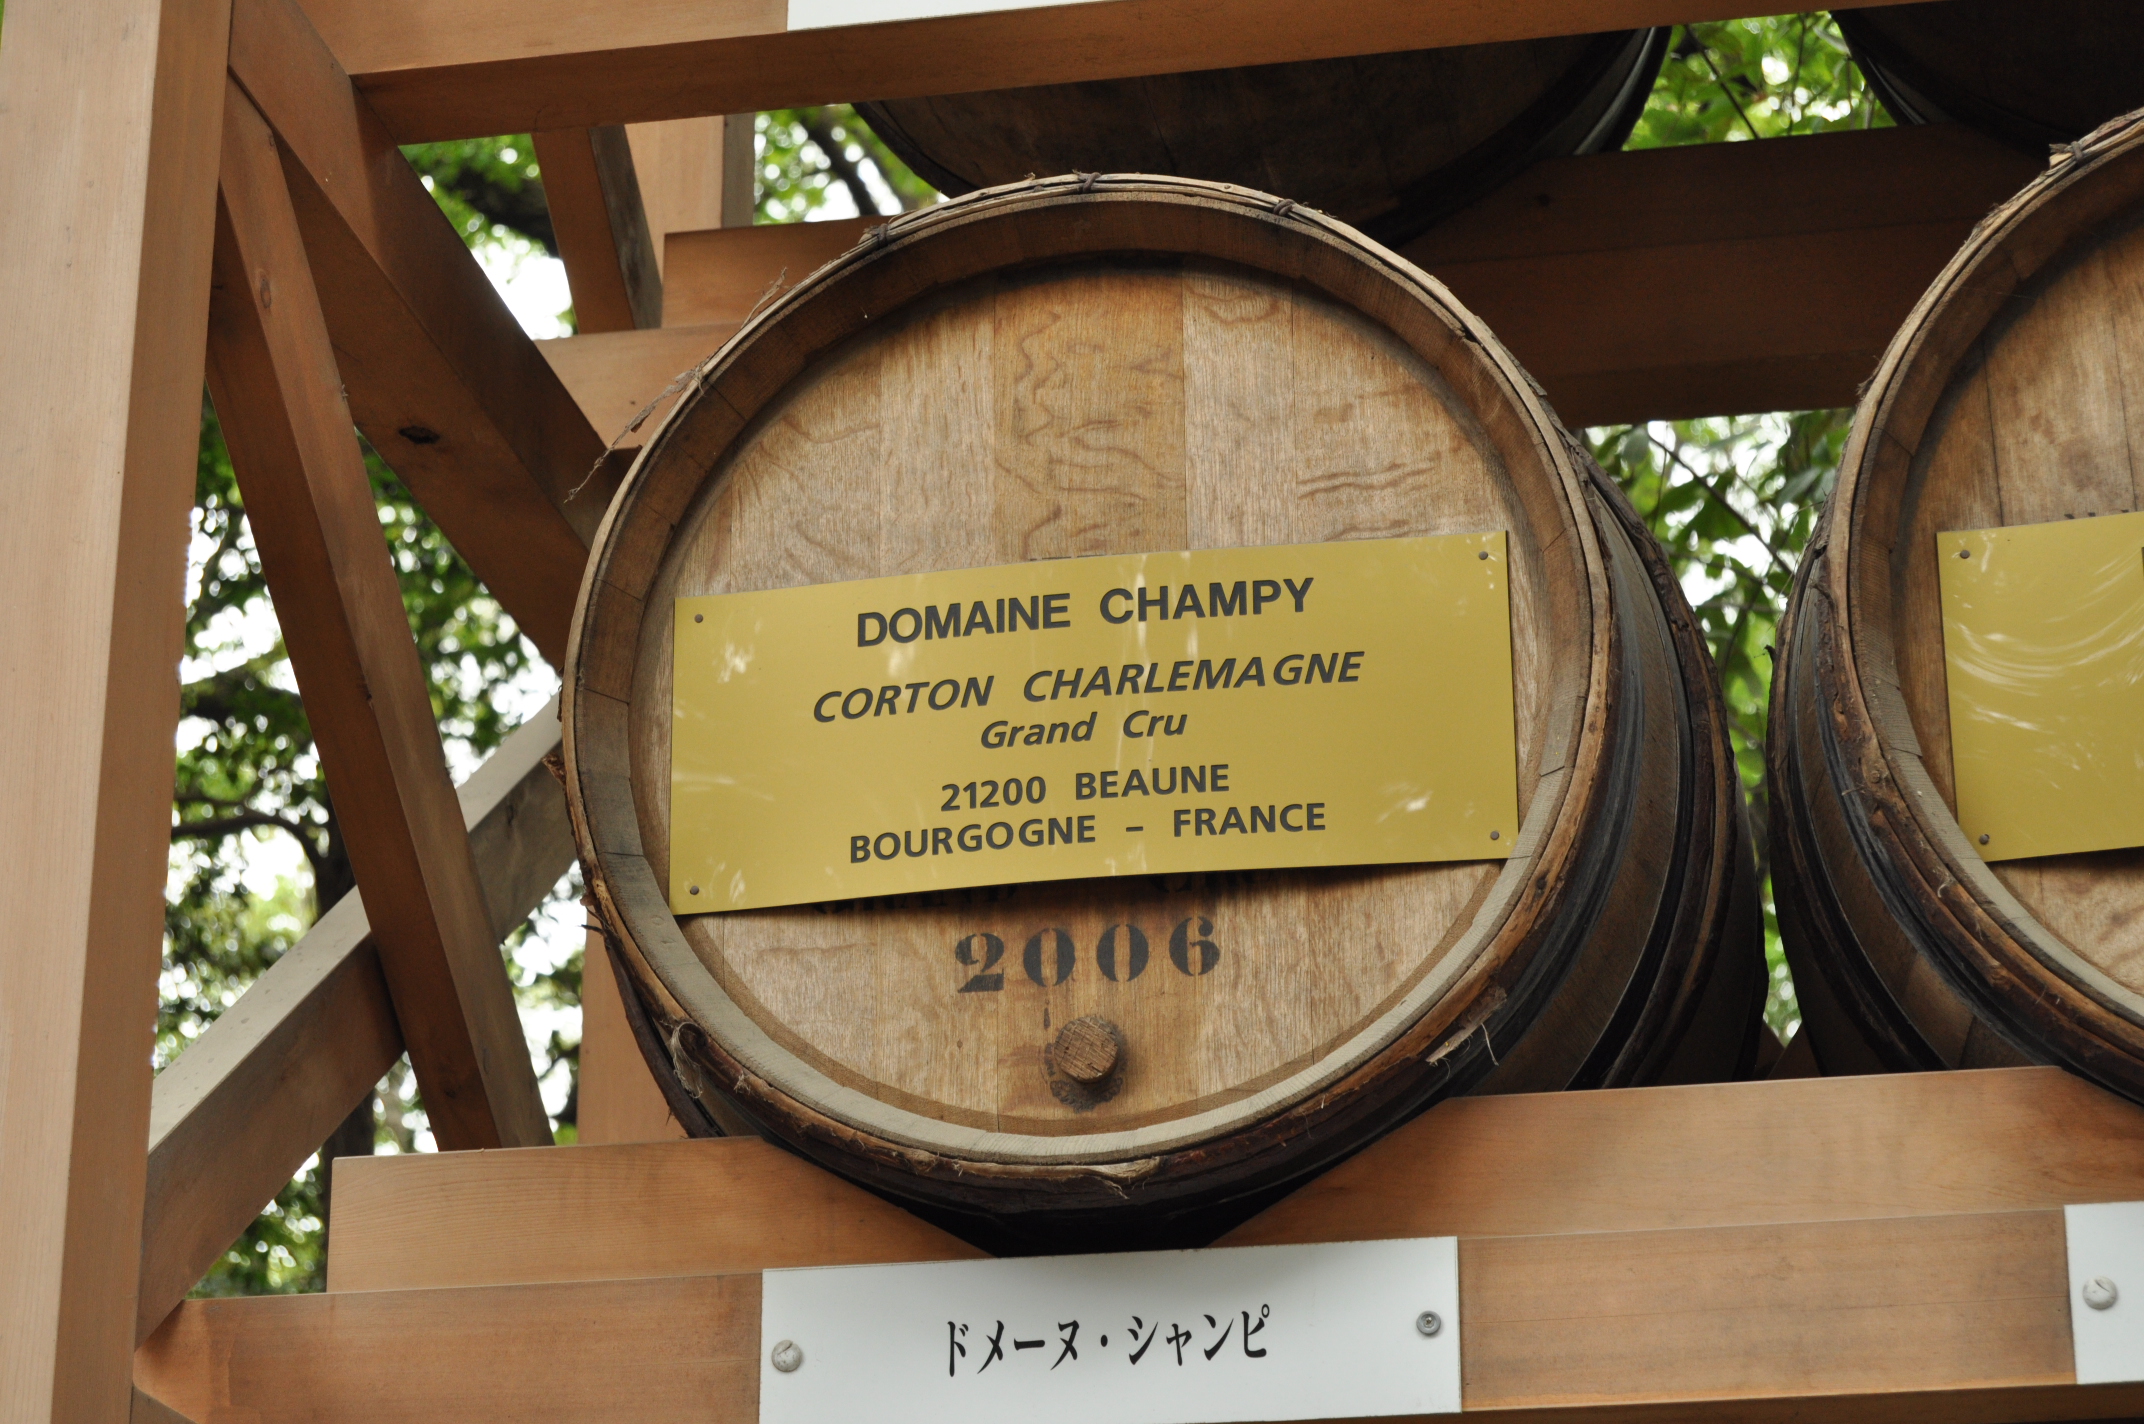 DOMAINE CHAMPY
CORTON CHARLEMAGNE
Grand Cru
21200 BEAUNE
BOURGOGNE – FRANCE
2006
ドメーヌ・シャンピ